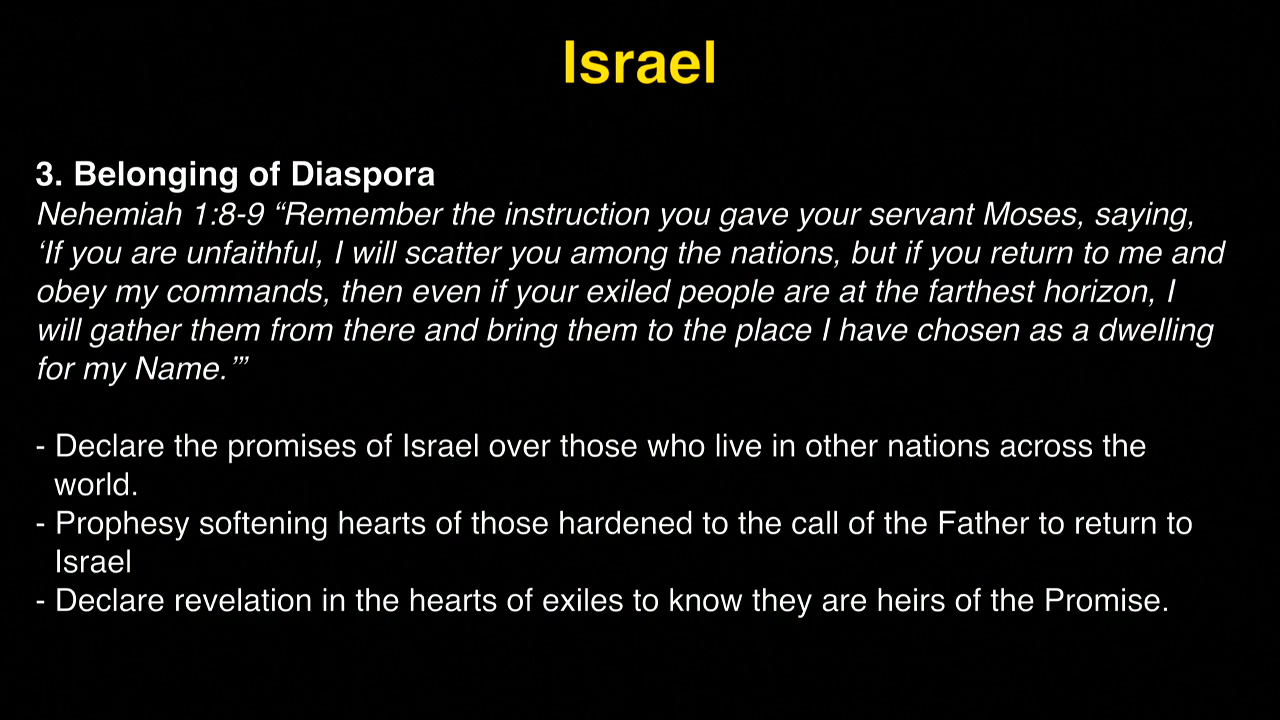 Israel
3. Belonging of Diaspora
Nehemiah 1:8-9 “Remember the instruction you gave your servant Moses, saying,
‘If you are unfaithful, I will scatter you among the nations, but if you return to me and
obey my commands, then even if your exiled people are at the farthest horizon, I
will gather them from there and bring them to the place I have chosen as a dwelling
for my Name.’”
- Declare the promises of Israel over those who live in other nations across the
world.
- Prophesy softening hearts of those hardened to the call of the Father to return to
Israel
- Declare revelation in the hearts of exiles to know they are heirs of the Promise.